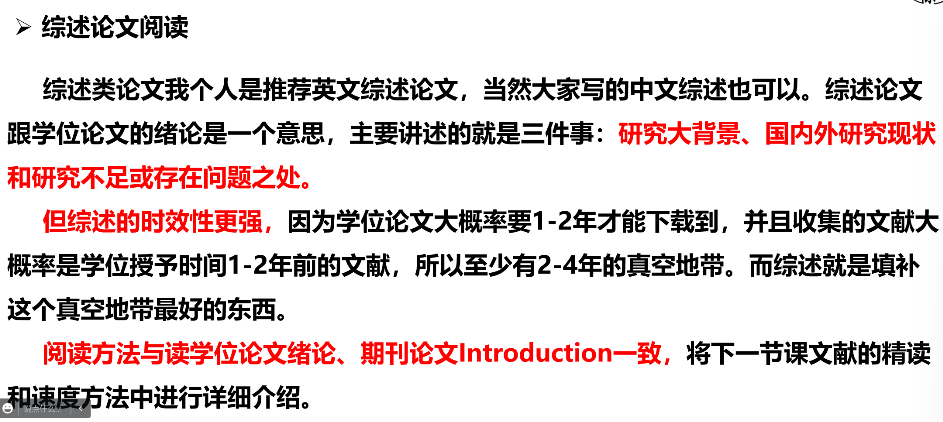 ➢ 综述论文阅读
综述类论文我个人是推荐英文综述论文，当然大家写的中文综述也可以。综述论文
跟学位论文的绪论是一个意思，主要讲述的就是三件事：研究大背景、国内外研究现状
和研究不足或存在问题之处。
但综述的时效性更强，因为学位论文大概率要1-2年才能下载到，并且收集的文献大
概率是学位授予时间1-2年前的文献，所以至少有2-4年的真空地带。而综述就是填补
这个真空地带最好的东西。
阅读方法与读学位论文绪论、期刊论文Introduction一致，将下一节课文献的精读
和速度方法中进行详细介绍。